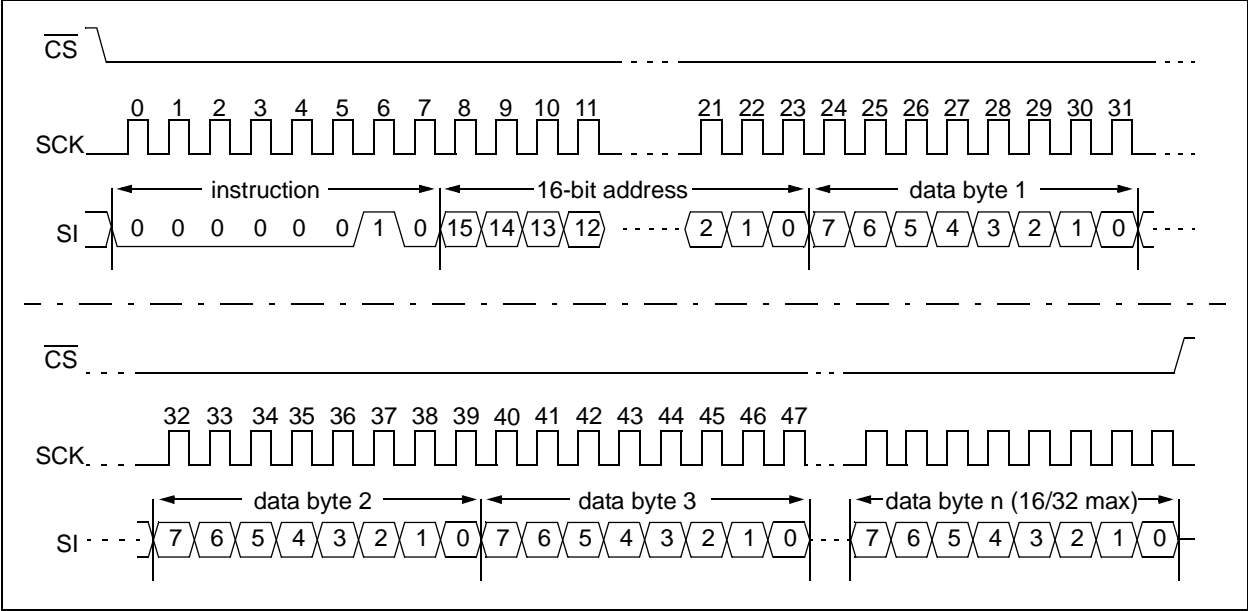 CS
0 1 2 3 4 5 6 7 8 9 10 11 21 22 23 24 25 26 27 28 29 30 31
SCK
instruction 16-bit address data byte 1
SI 0 0 0 0 0 0 1 0 15 14 13 12 2 1 0 7 6 5 4 3 2 1 0
CS
32 33 34 35 36 37 38 39 40 41 42 43 44 45 46 47
SCK
data byte 2 data byte 3 data byte n (16/32 max)
SI 7 6 5 4 3 2 1 0 7 6 5 4 3 2 1 0 7 6 5 4 3 2 1 0